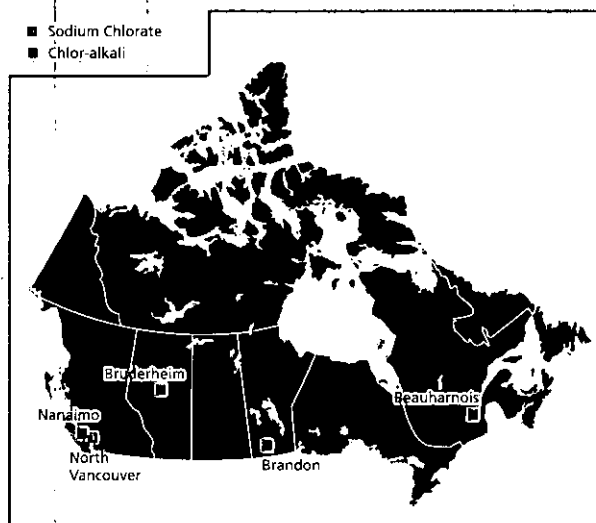 Sodium Chlorate
Chlor-alkali
Bruderheim
Nanaimo
Beauharnois
North
Vancouver
Brandon